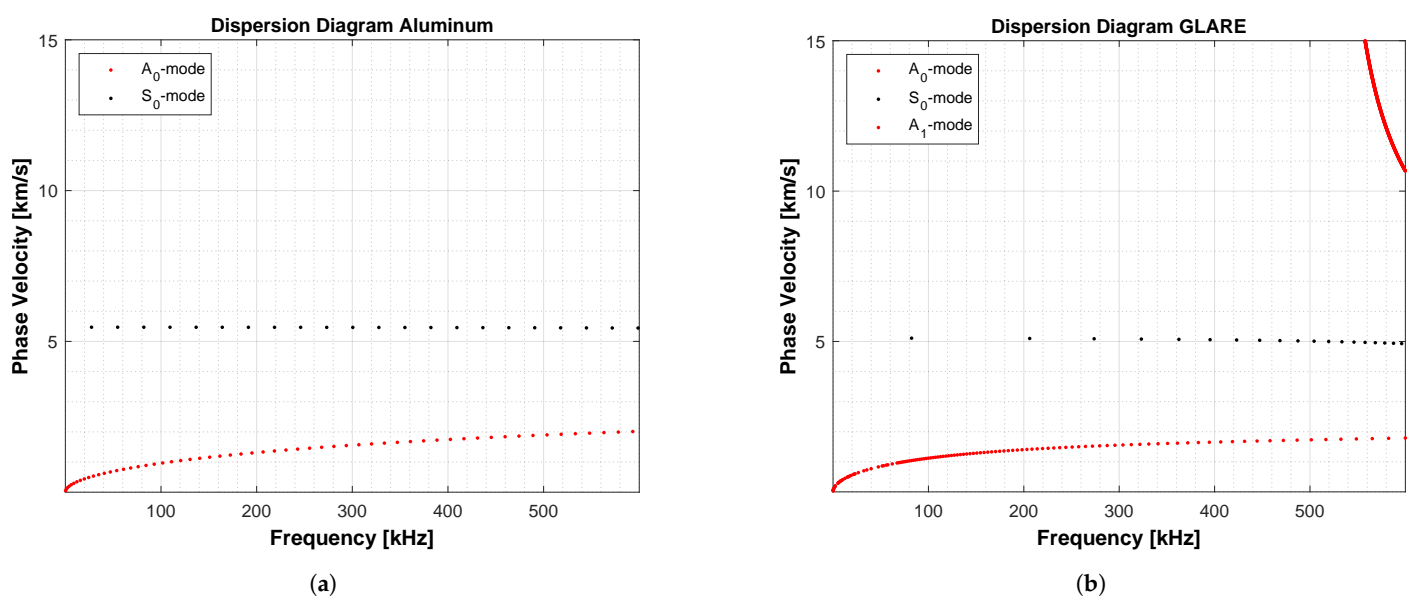 Dispersion Diagram Aluminum
A0-mode
S0-mode
15
10
5
100
200
300
400
500
Phase Velocity [km/s]
Frequency [kHz]
(a)
Dispersion Diagram GLARE
A0-mode
S0-mode
A1-mode
15
10
5
100
200
300
400
500
Phase Velocity [km/s]
Frequency [kHz]
(b)